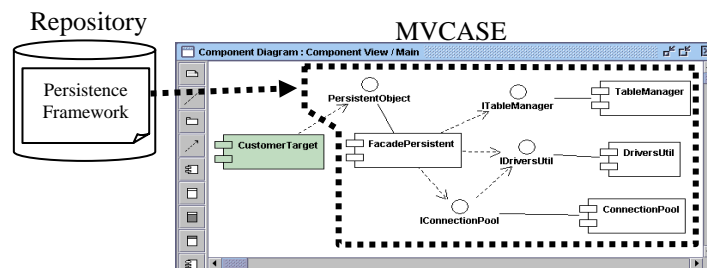 Repository
MVCASE
Persistence
Framework
Component Diagram : Component View / Main
PersistentObject
ITableManager
TableManager
CustomerTarget
FacadePersistent
IDriversUtil
DriversUtil
IConnectionPool
ConnectionPool